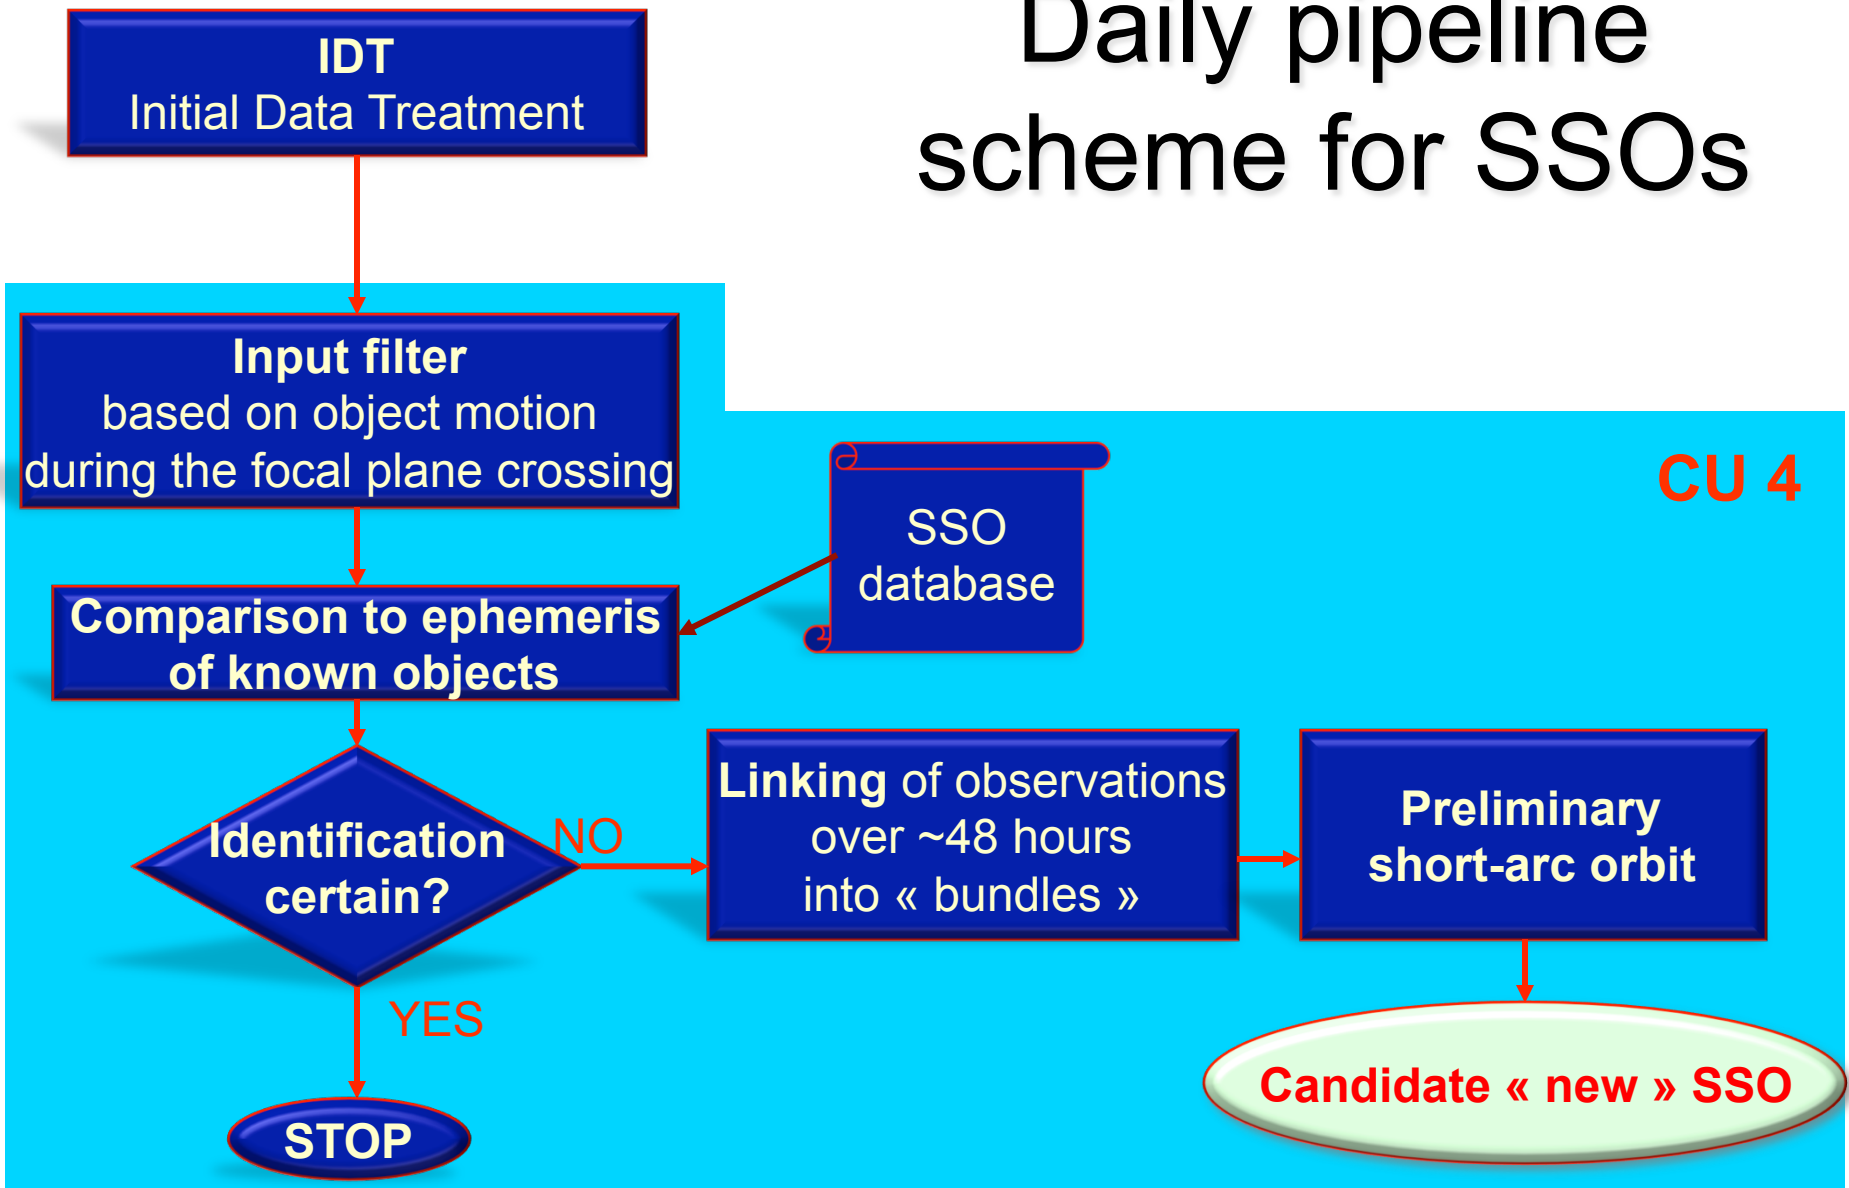 Daily pipeline
scheme for SSOs
IDT
Initial Data Treatment
Input filter
based on object motion
during the focal plane crossing
CU 4
SSO
database
Comparison to ephemeris
of known objects
Identification
certain?
NO
Linking of observations
over ~48 hours
into « bundles »
Preliminary
short-arc orbit
YES
STOP
Candidate « new » SSO